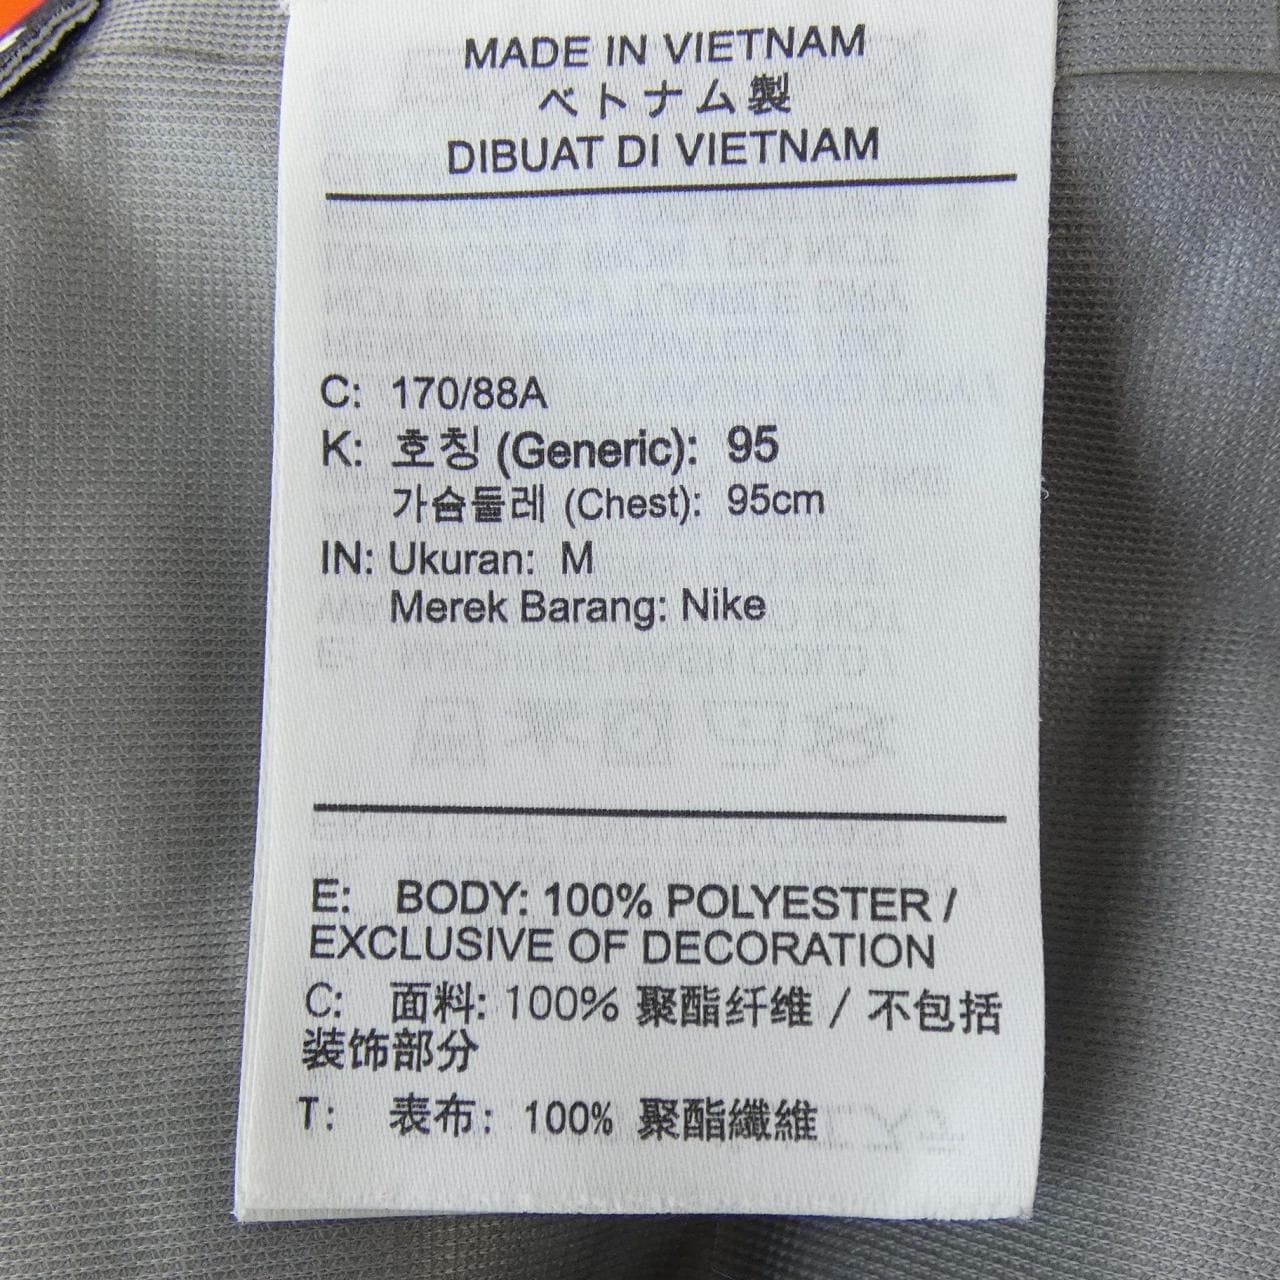 MADE IN VIETNAM
ベトナム製
DIBUAT DI VIETNAM
C: 170/88A
K: 호칭 (Generic): 95
가슴둘레 (Chest): 95cm
IN: Ukuran: M
Merek Barang: Nike
E: BODY: 100% POLYESTER /
EXCLUSIVE OF DECORATION
C: 面料: 100% 聚酯纤维 / 不包括
装饰部分
T: 表布: 100% 聚酯纖維